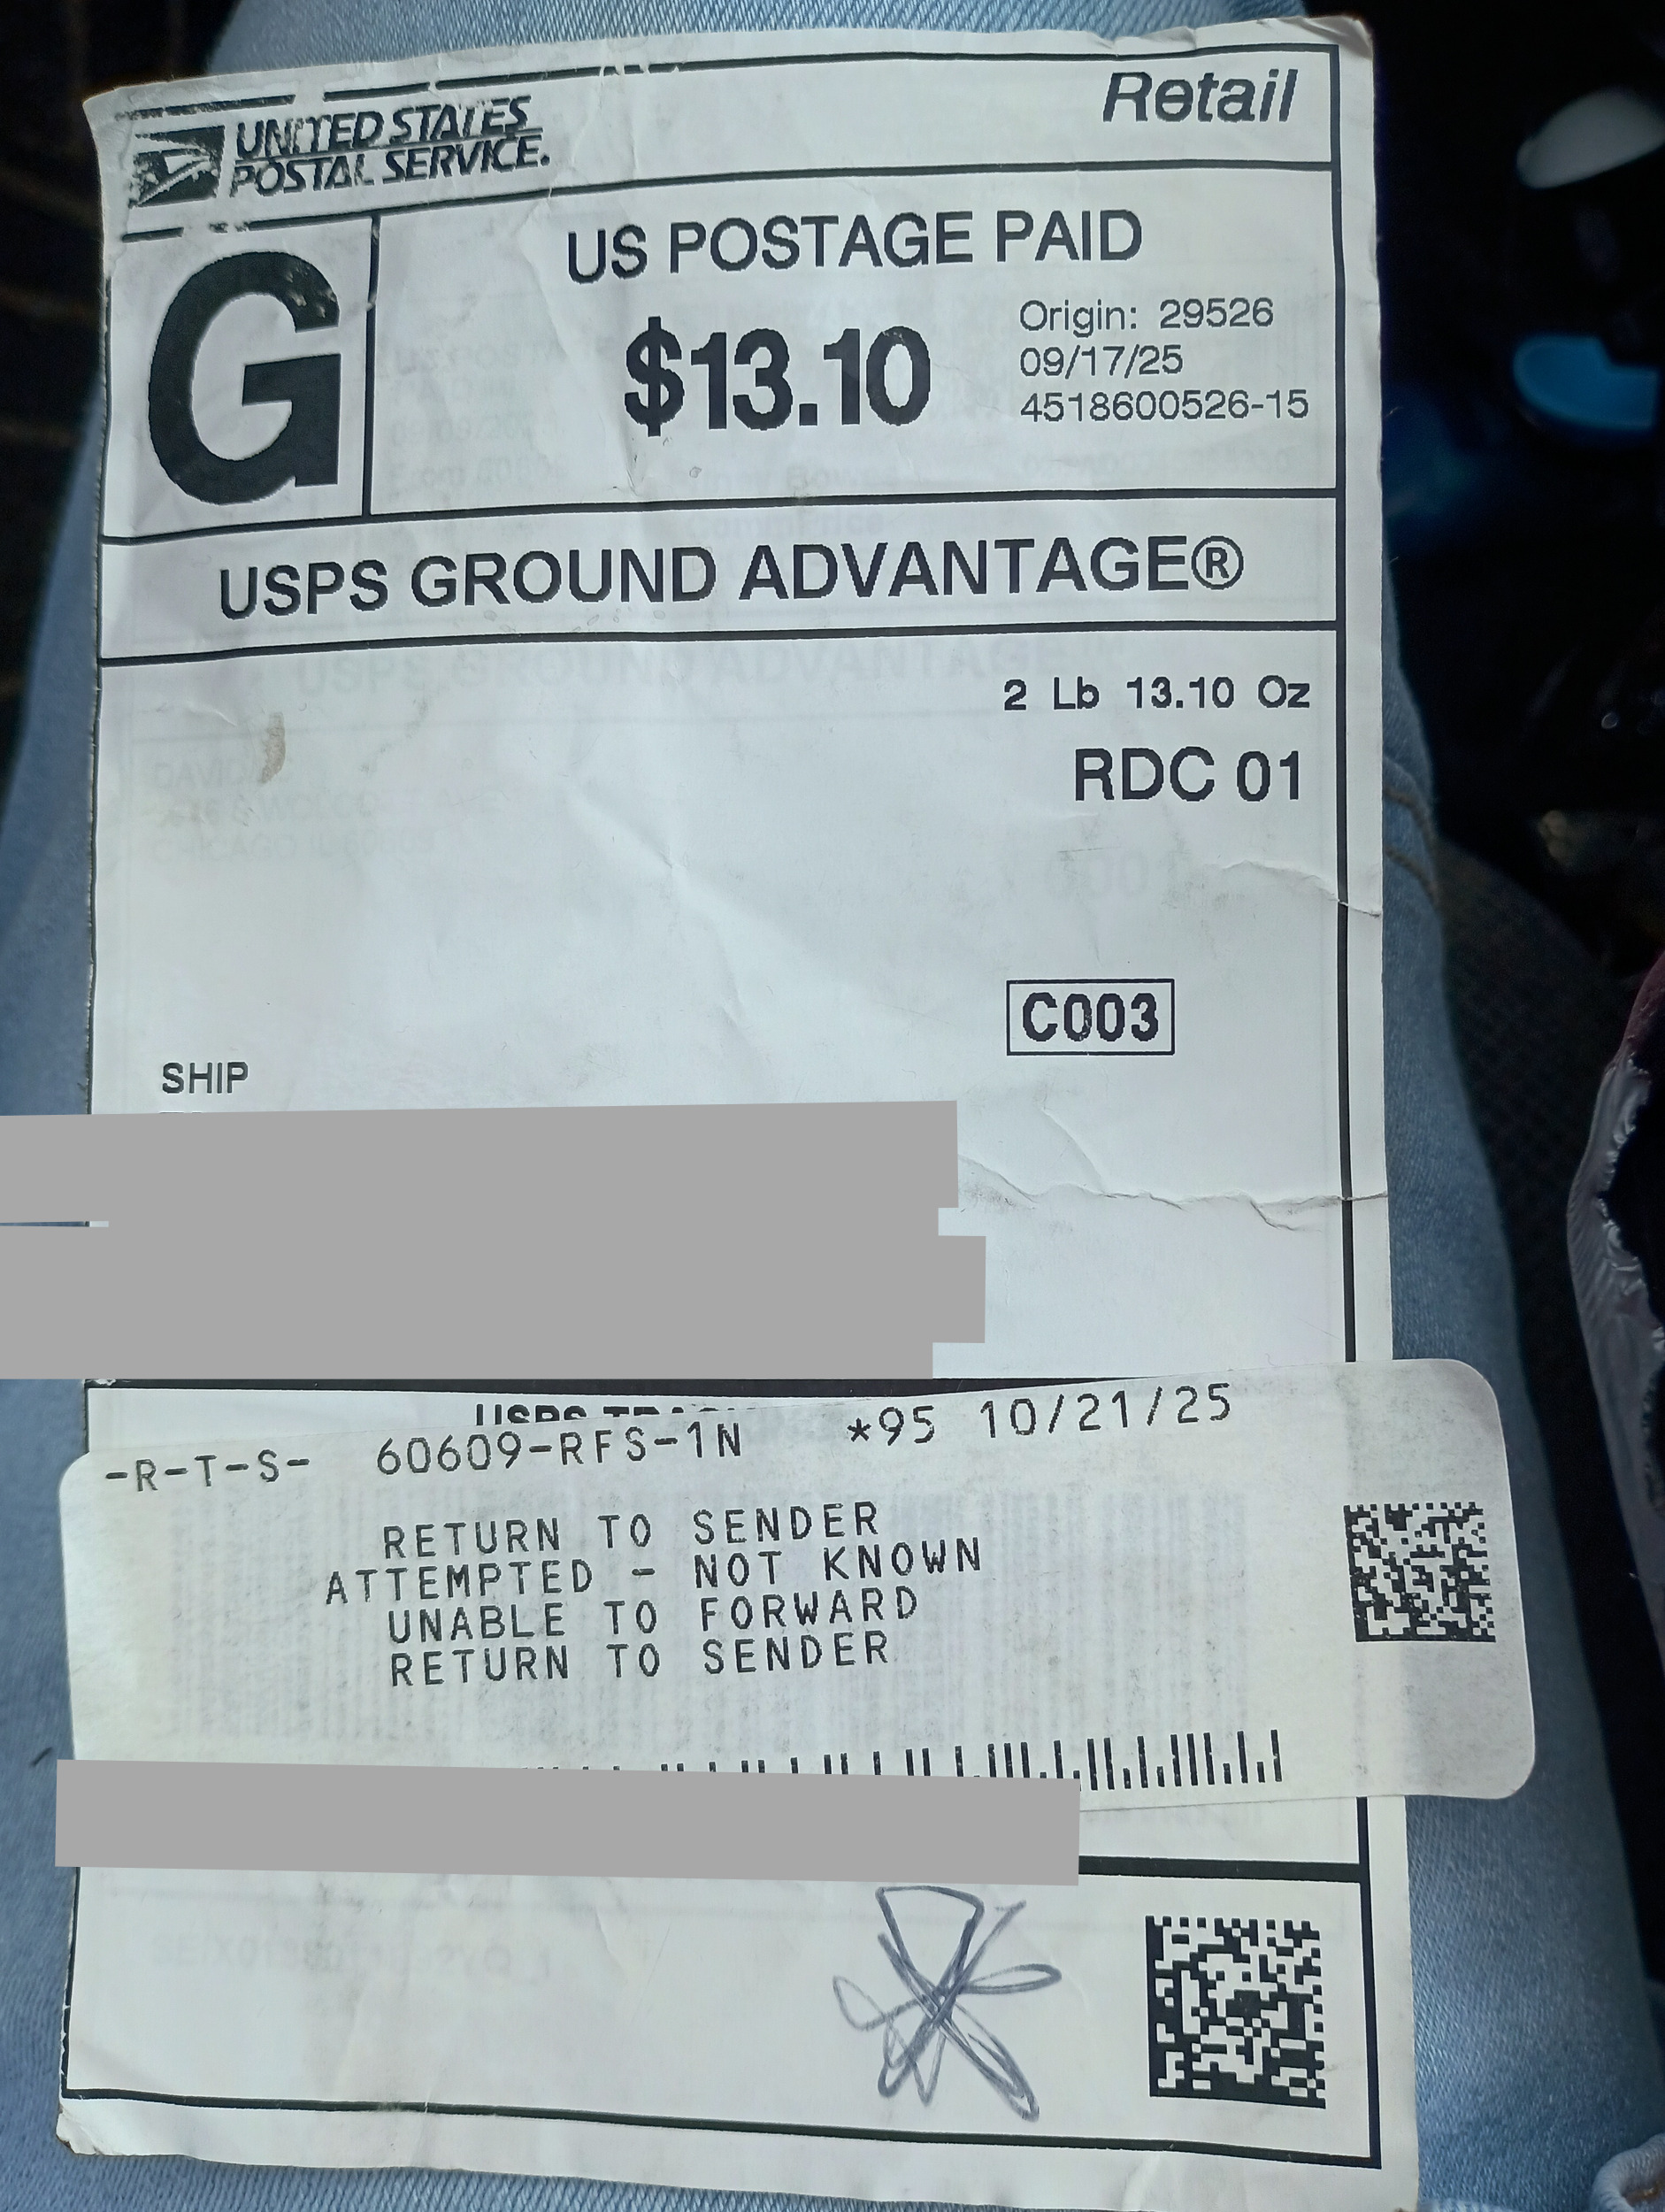 UNITED STATES
POSTAL SERVICE.
Retail
G
US POSTAGE PAID
$13.10
Origin: 29526
09/17/25
4518600526-15
USPS GROUND ADVANTAGE®
2 Lb 13.10 Oz
RDC 01
C003
SHIP
USPS
-R-T-S- 60609-RFS-1N *95 10/21/25
RETURN TO SENDER
ATTEMPTED - NOT KNOWN
UNABLE TO FORWARD
RETURN TO SENDER